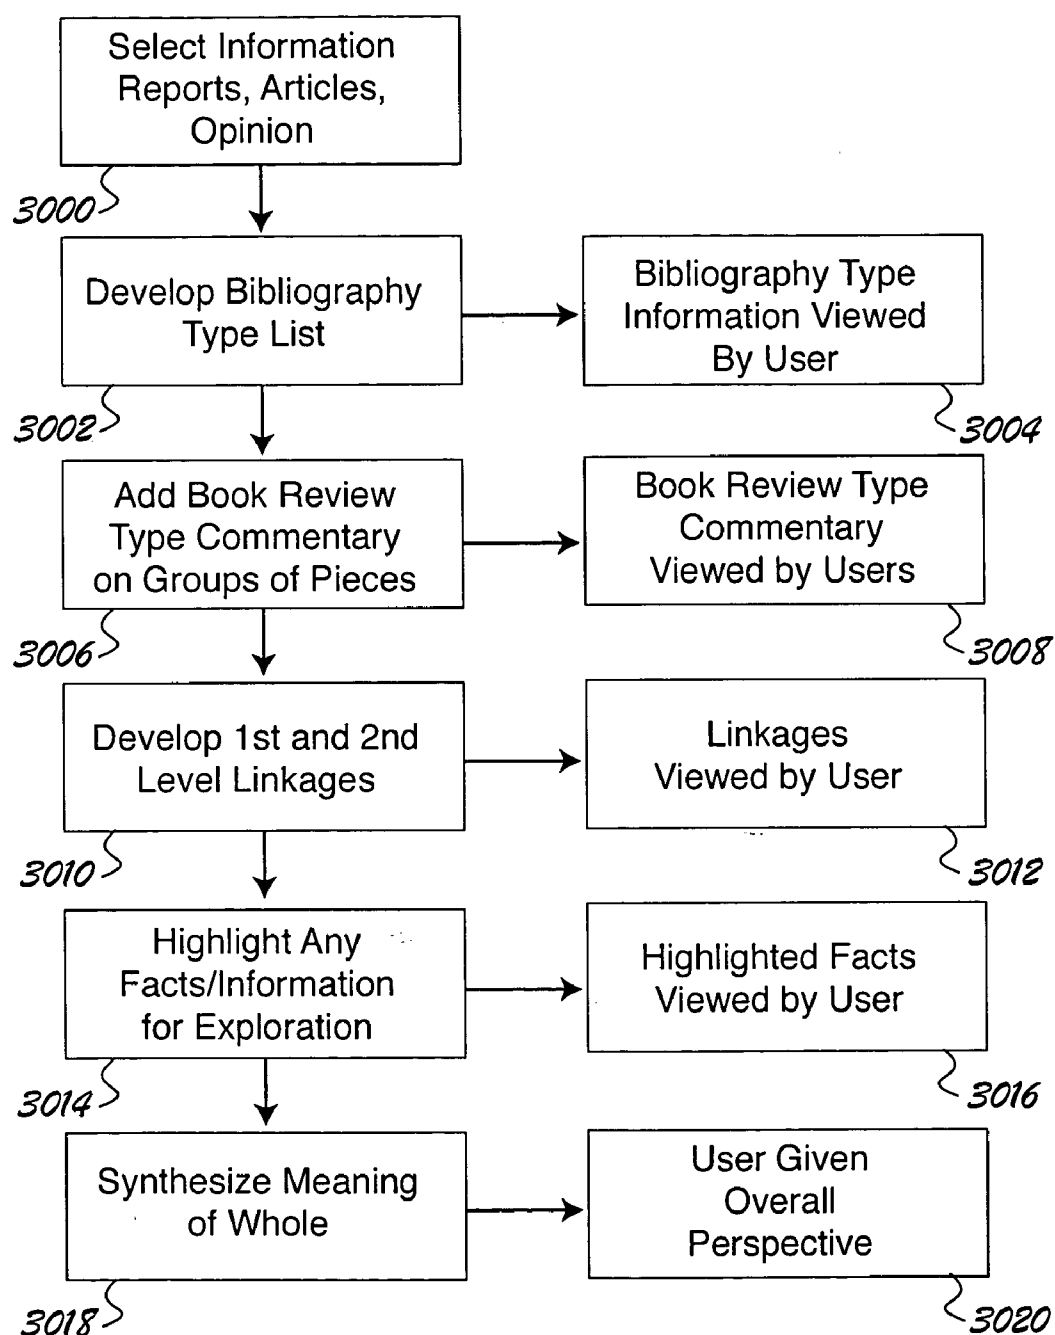 Select Information
Reports, Articles,
Opinion
3000
Develop Bibliography
Type List
3002
Bibliography Type
Information Viewed
By User
3004
Add Book Review
Type Commentary
on Groups of Pieces
3006
Book Review Type
Commentary
Viewed by Users
3008
Develop 1st and 2nd
Level Linkages
3010
Linkages
Viewed by User
3012
Highlight Any
Facts/Information
for Exploration
3014
Highlighted Facts
Viewed by User
3016
Synthesize Meaning
of Whole
3018
User Given
Overall
Perspective
3020